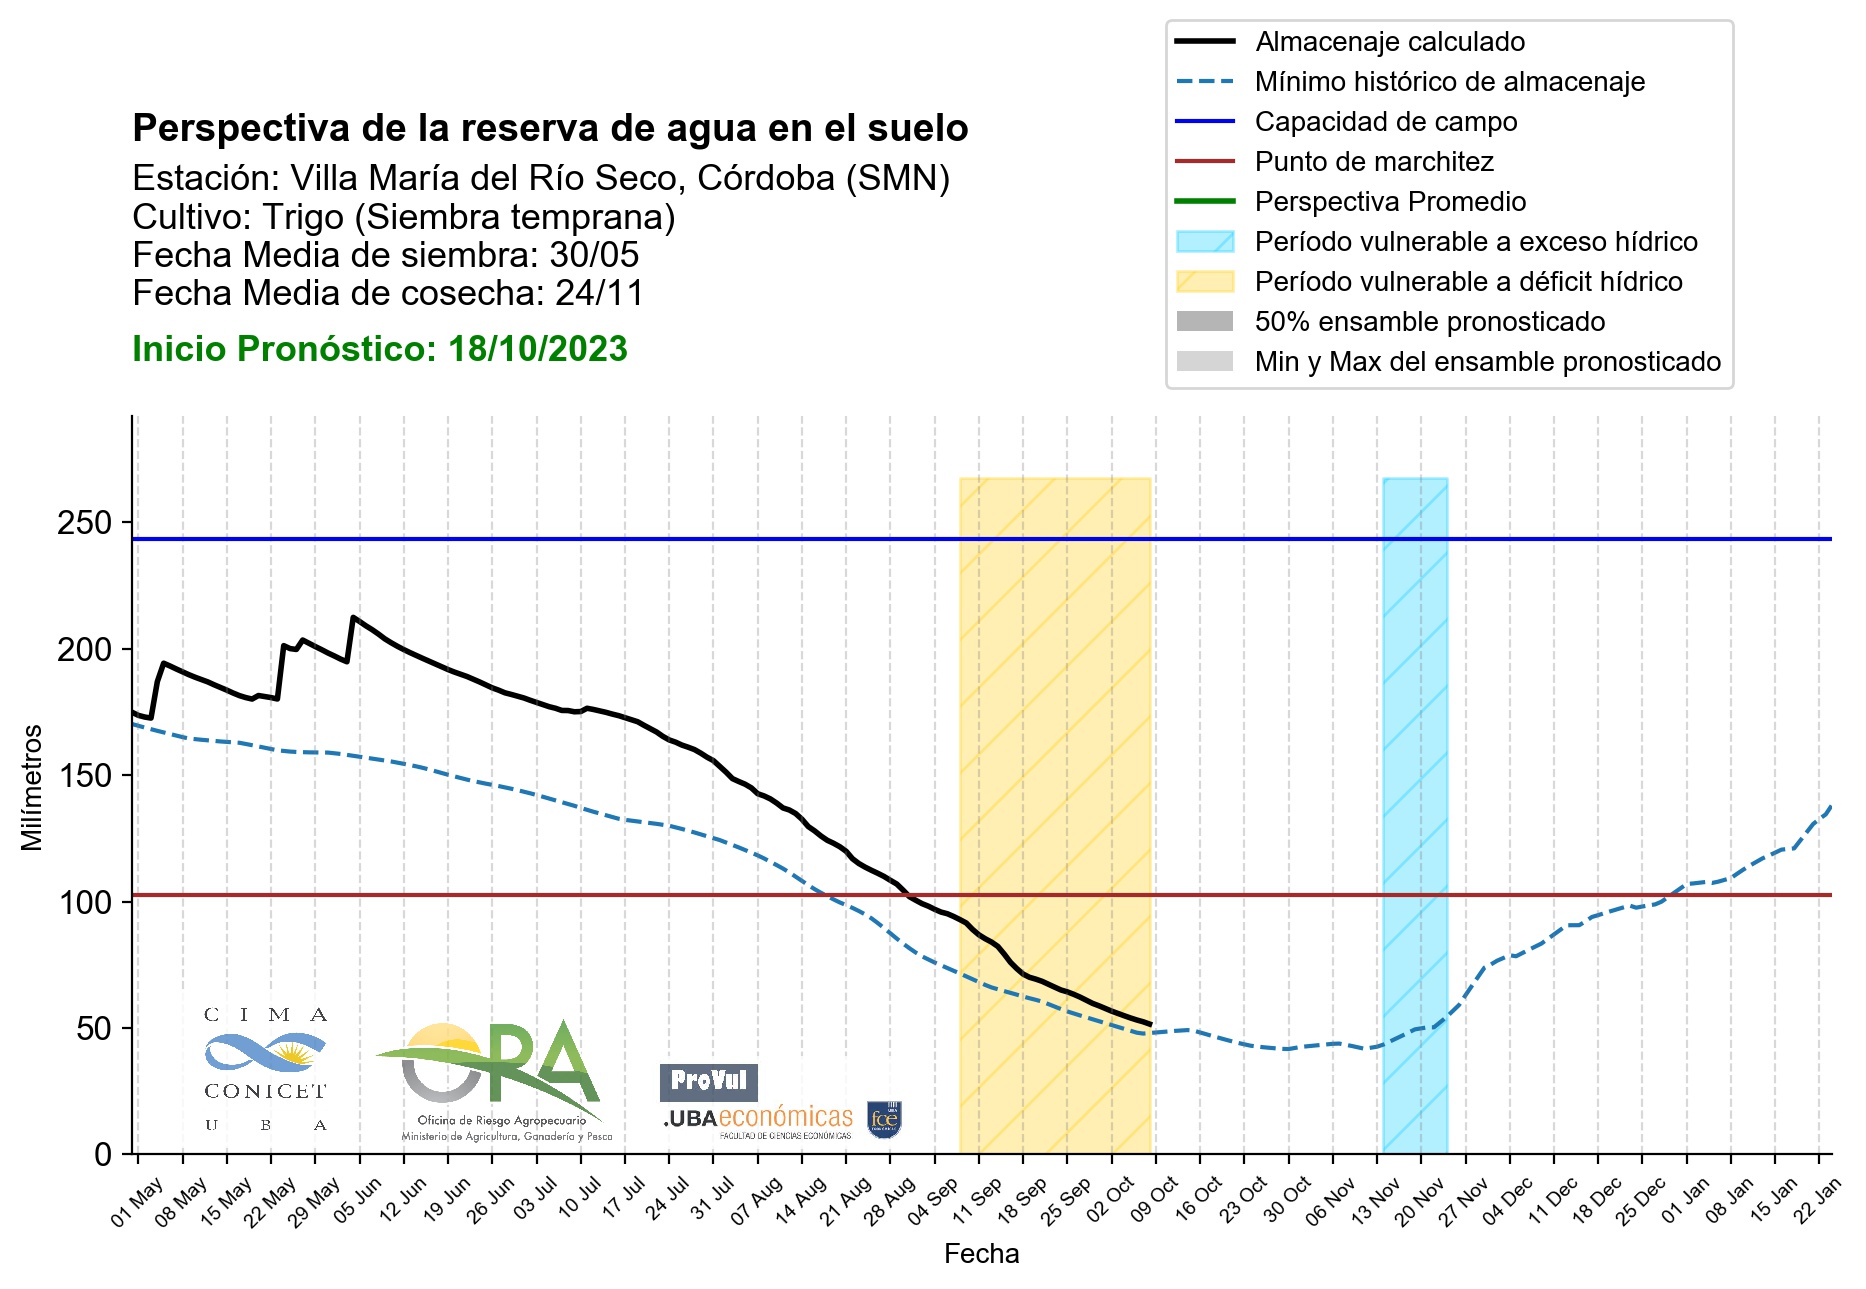 Almacenaje calculado
Mínimo histórico de almacenaje
Capacidad de campo
Punto de marchitez
Perspectiva Promedio
Período vulnerable a exceso hídrico
Período vulnerable a déficit hídrico
50% ensamble pronosticado
Min y Max del ensamble pronosticado
Perspectiva de la reserva de agua en el suelo
Estación: Villa María del Río Seco, Córdoba (SMN)
Cultivo: Trigo (Siembra temprana)
Fecha Media de siembra: 30/05
Fecha Media de cosecha: 24/11
Inicio Pronóstico: 18/10/2023
250
200
150
100
50
0
Milímetros
CIMA
CONICET
UBA
ORA
Oficina de Riesgo Agropecuario
Ministerio de Agricultura, Ganadería y Pesca
ProVul
.UBAeconómicas
FACULTAD DE CIENCIAS ECONÓMICAS
fce
01 May
08 May
15 May
22 May
29 May
05 Jun
12 Jun
19 Jun
26 Jun
03 Jul
10 Jul
17 Jul
24 Jul
31 Jul
07 Aug
14 Aug
21 Aug
28 Aug
04 Sep
11 Sep
18 Sep
25 Sep
02 Oct
09 Oct
16 Oct
23 Oct
30 Oct
06 Nov
13 Nov
20 Nov
27 Nov
04 Dec
11 Dec
18 Dec
25 Dec
01 Jan
08 Jan
15 Jan
22 Jan
Fecha